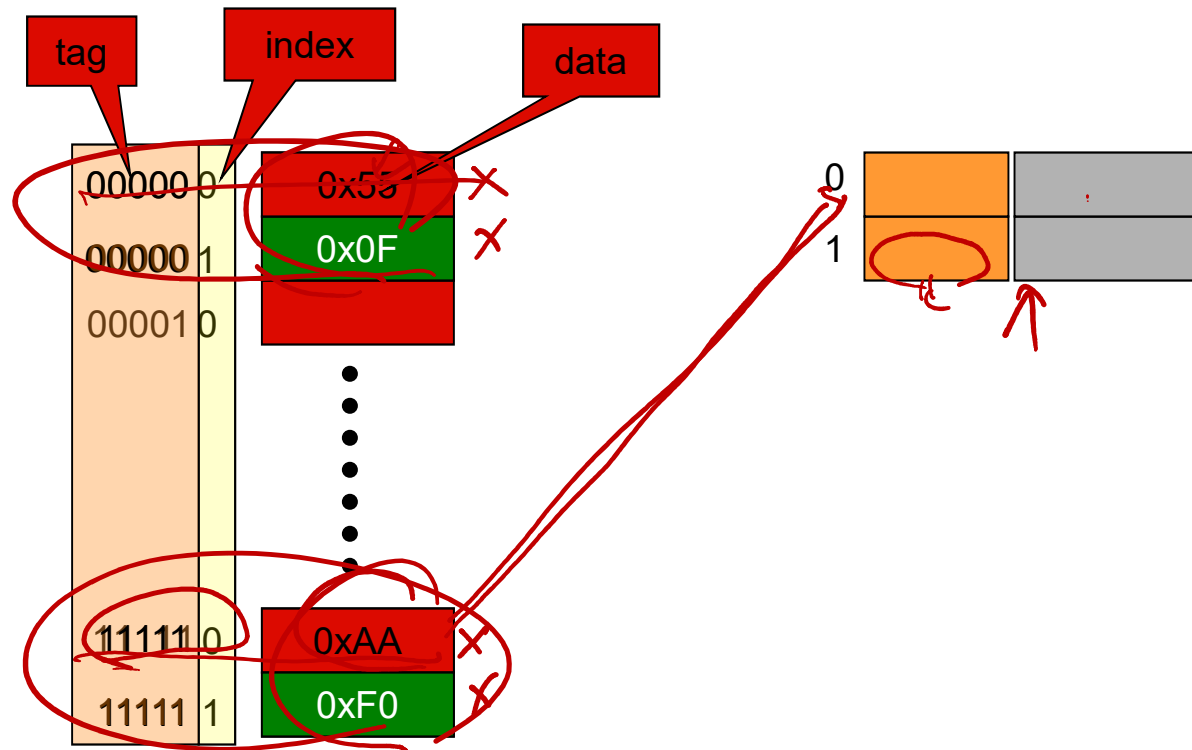 tag
index
data
00000 0 0x55 X
00000 1 0x0F X
00001 0
11111 0 0xAA X
11111 1 0xF0 X
0
1